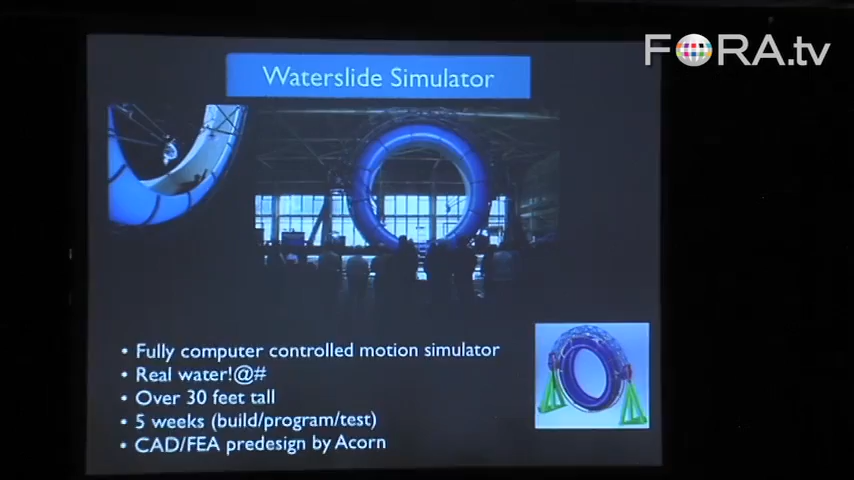 FORA.tv
Waterslide Simulator
• Fully computer controlled motion simulator
• Real water!@#
• Over 30 feet tall
• 5 weeks (build/program/test)
• CAD/FEA predesign by Acorn